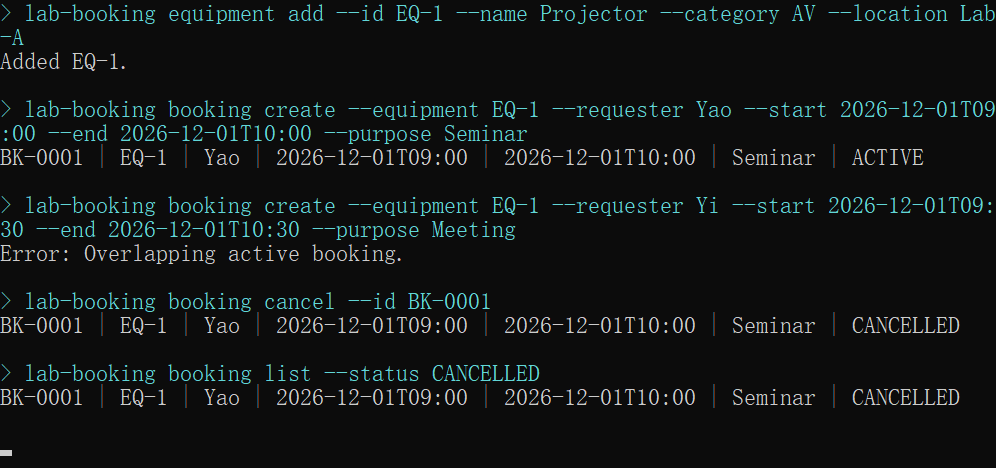 > lab-booking equipment add --id EQ-1 --name Projector --category AV --location Lab
-A
Added EQ-1.
> lab-booking booking create --equipment EQ-1 --requester Yao --start 2026-12-01T09
:00 --end 2026-12-01T10:00 --purpose Seminar
BK-0001 | EQ-1 | Yao | 2026-12-01T09:00 | 2026-12-01T10:00 | Seminar | ACTIVE
> lab-booking booking create --equipment EQ-1 --requester Yi --start 2026-12-01T09:
30 --end 2026-12-01T10:30 --purpose Meeting
Error: Overlapping active booking.
> lab-booking booking cancel --id BK-0001
BK-0001 | EQ-1 | Yao | 2026-12-01T09:00 | 2026-12-01T10:00 | Seminar | CANCELLED
> lab-booking booking list --status CANCELLED
BK-0001 | EQ-1 | Yao | 2026-12-01T09:00 | 2026-12-01T10:00 | Seminar | CANCELLED